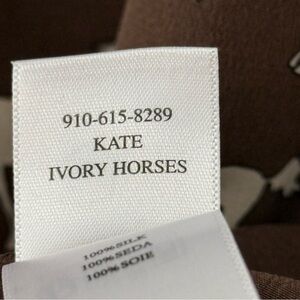 910-615-8289
KATE
IVORY HORSES
100% SILK
100% SEDA
100% SOIE